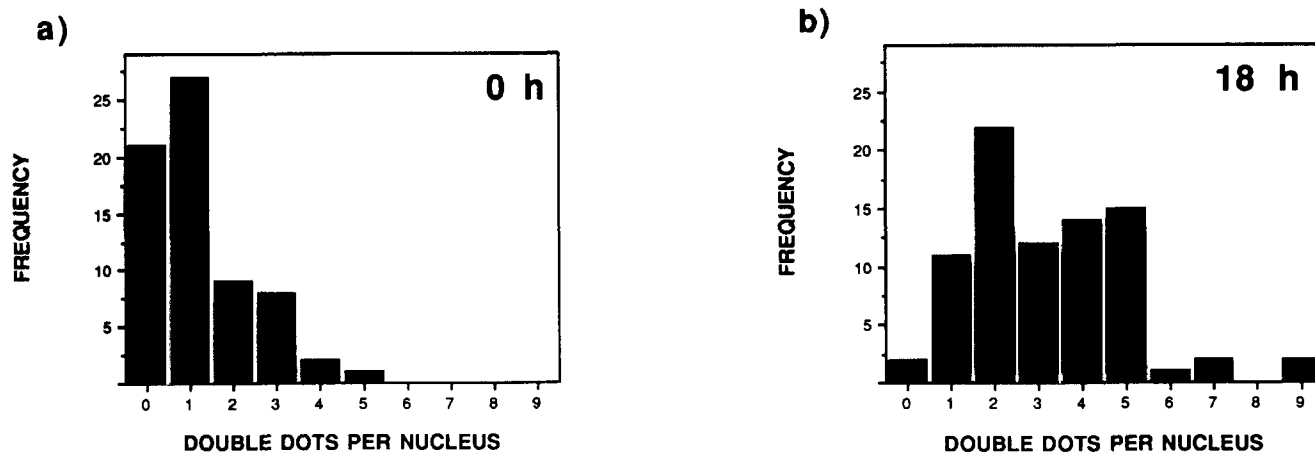 a)
0 h
FREQUENCY
25
20
15
10
5
0 1 2 3 4 5 6 7 8 9
DOUBLE DOTS PER NUCLEUS
b)
18 h
FREQUENCY
25
20
15
10
5
0 1 2 3 4 5 6 7 8 9
DOUBLE DOTS PER NUCLEUS